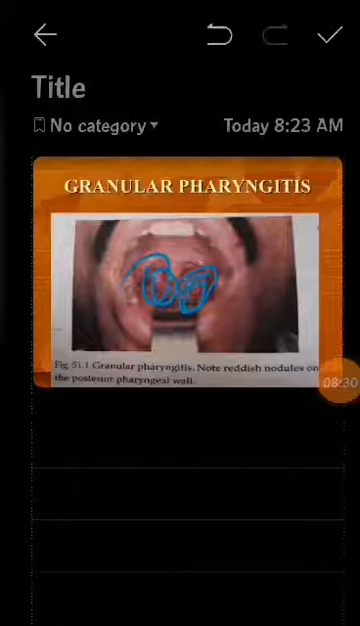 Title
No category
Today 8:23 AM
GRANULAR PHARYNGITIS
Fig. 51.1 Granular pharyngitis. Note reddish nodules on
the posterior pharyngeal wall.
08:30